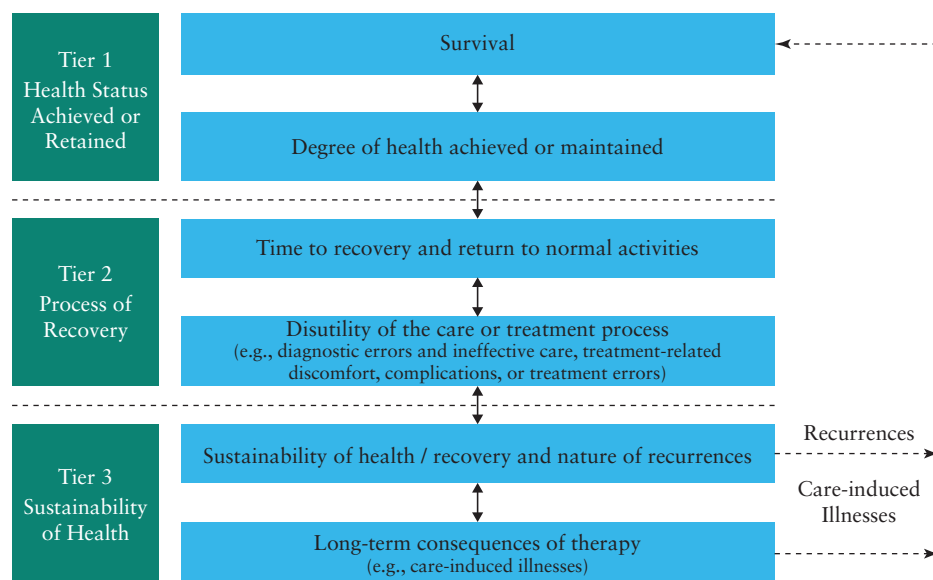 Tier 1
Health Status
Achieved or
Retained
Survival
Degree of health achieved or maintained
Tier 2
Process of
Recovery
Time to recovery and return to normal activities
Disutility of the care or treatment process
(e.g., diagnostic errors and ineffective care, treatment-related
discomfort, complications, or treatment errors)
Tier 3
Sustainability
of Health
Sustainability of health / recovery and nature of recurrences
Recurrences
Care-induced
Illnesses
Long-term consequences of therapy
(e.g., care-induced illnesses)